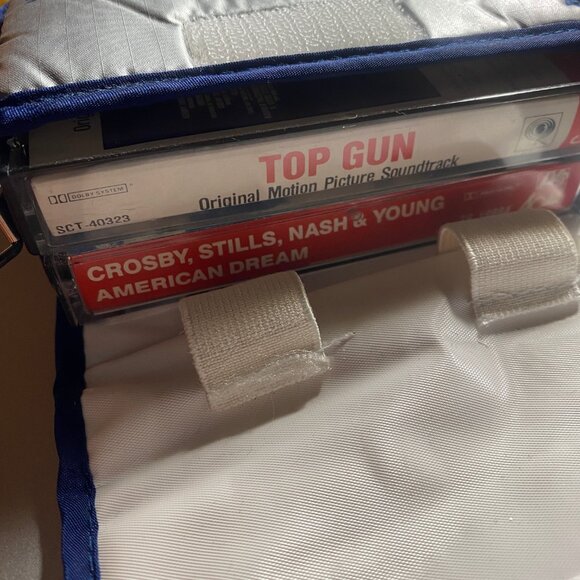 TOP GUN
Original Motion Picture Soundtrack
DOLBY SYSTEM
SCT-40323
CROSBY, STILLS, NASH & YOUNG
AMERICAN DREAM